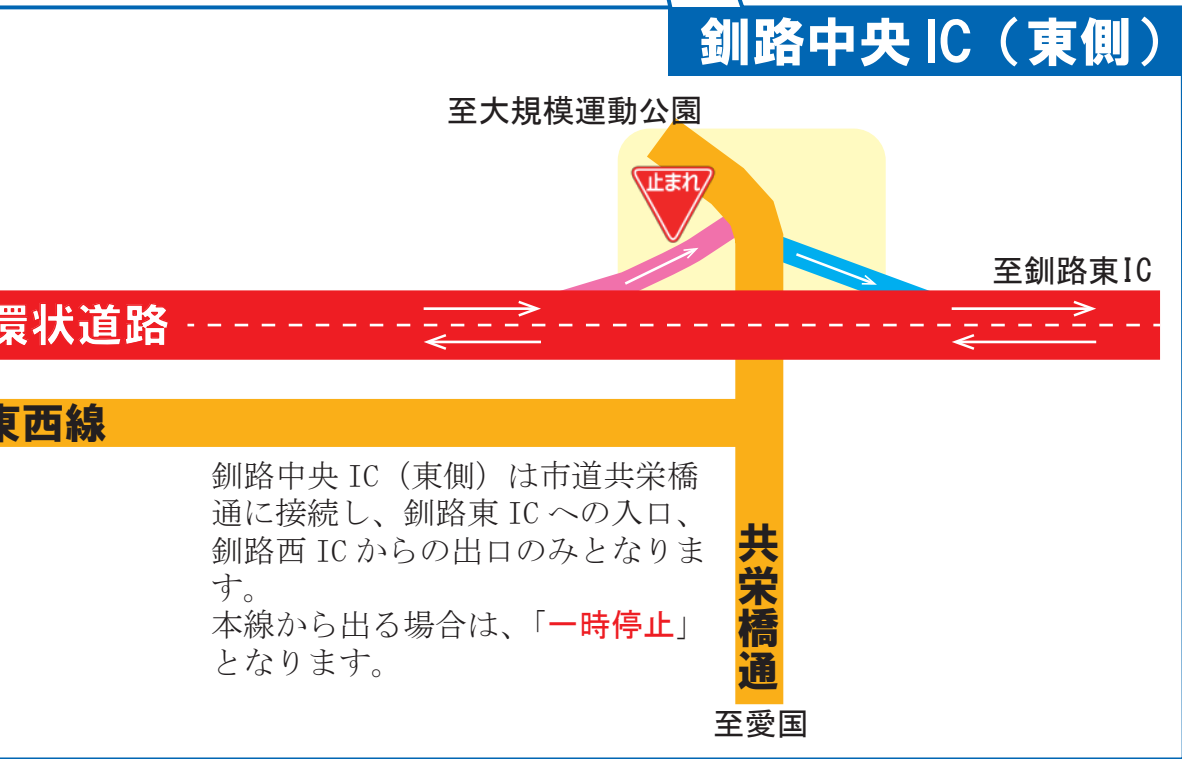 釧路中央 IC（東側）
至大規模運動公園
止まれ
至釧路東IC
環状道路
東西線
釧路中央 IC（東側）は市道共栄橋
通に接続し、釧路東 IC への入口、
釧路西 IC からの出口のみとなりま
す。
本線から出る場合は、「一時停止」
となります。
共栄橋通
至愛国